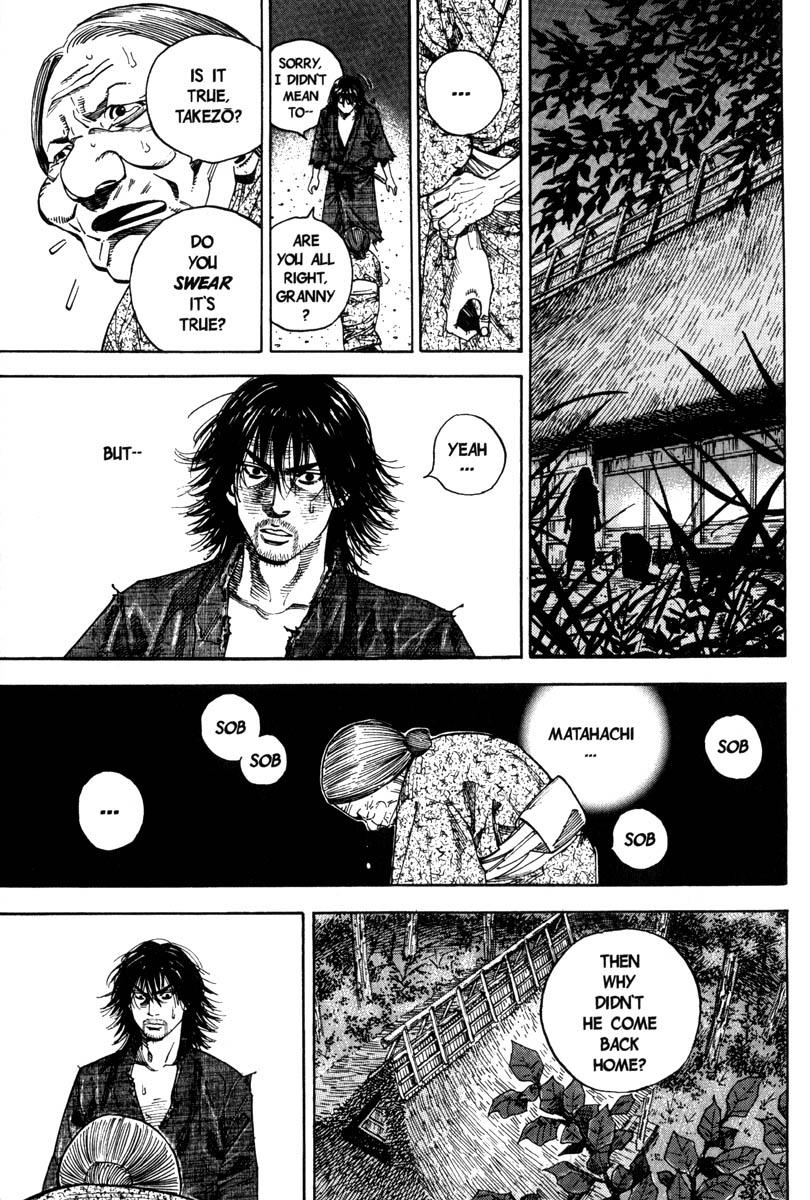 ...
SORRY,
I DIDN'T
MEAN
TO--
ARE
YOU ALL
RIGHT,
GRANNY
?
IS IT
TRUE,
TAKEZŌ?
DO
YOU
SWEAR
IT'S
TRUE?
YEAH
...
BUT--
SOB
MATAHACHI
...
SOB
SOB
SOB
...
THEN
WHY
DIDN'T
HE COME
BACK
HOME?